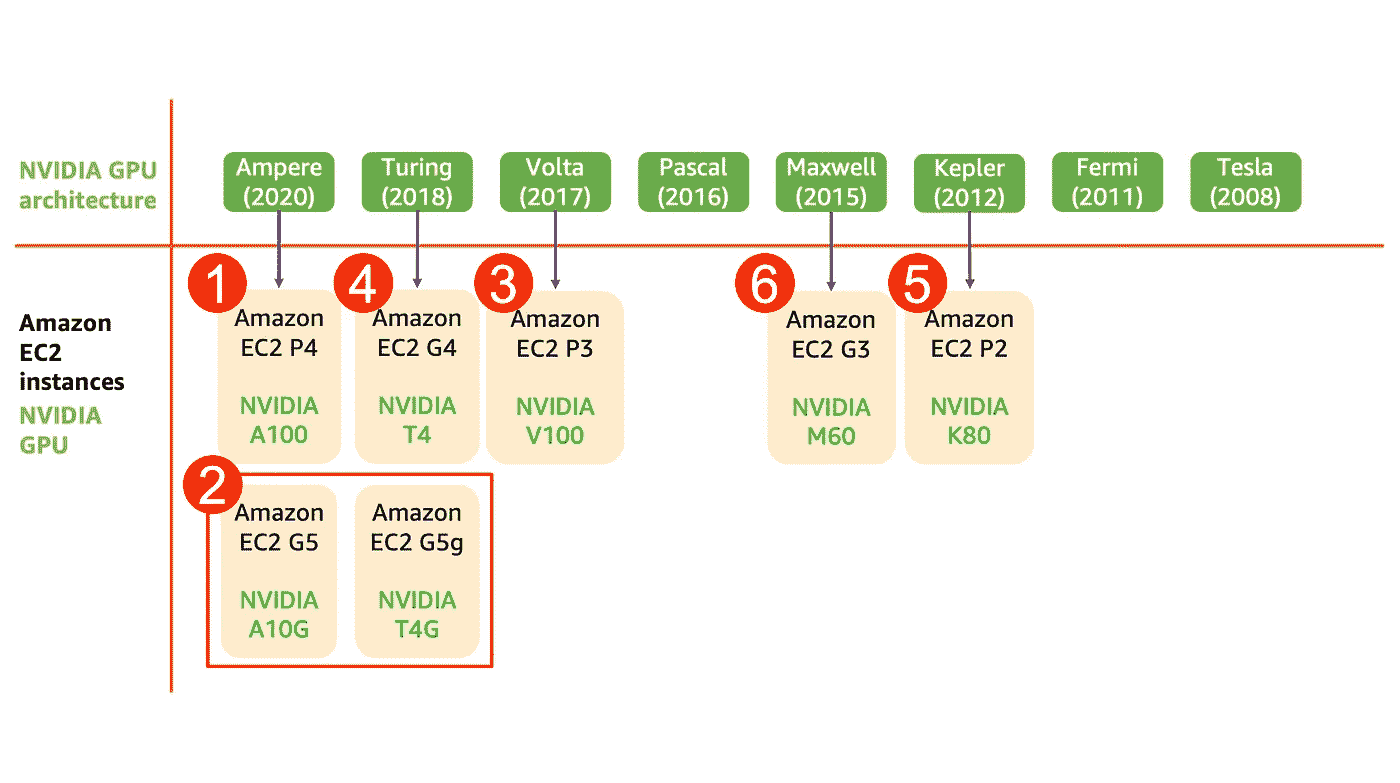 NVIDIA GPU
architecture
Ampere
(2020)
Turing
(2018)
Volta
(2017)
Pascal
(2016)
Maxwell
(2015)
Kepler
(2012)
Fermi
(2011)
Tesla
(2008)
Amazon
EC2
instances
NVIDIA
GPU
1
Amazon
EC2 P4
NVIDIA
A100
4
Amazon
EC2 G4
NVIDIA
T4
3
Amazon
EC2 P3
NVIDIA
V100
6
Amazon
EC2 G3
NVIDIA
M60
5
Amazon
EC2 P2
NVIDIA
K80
2
Amazon
EC2 G5
NVIDIA
A10G
Amazon
EC2 G5g
NVIDIA
T4G